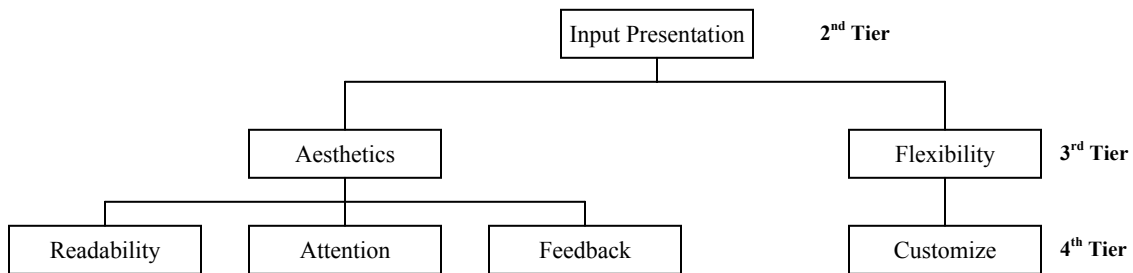 Input Presentation 2nd Tier
Aesthetics Flexibility 3rd Tier
Readability Attention Feedback Customize 4th Tier